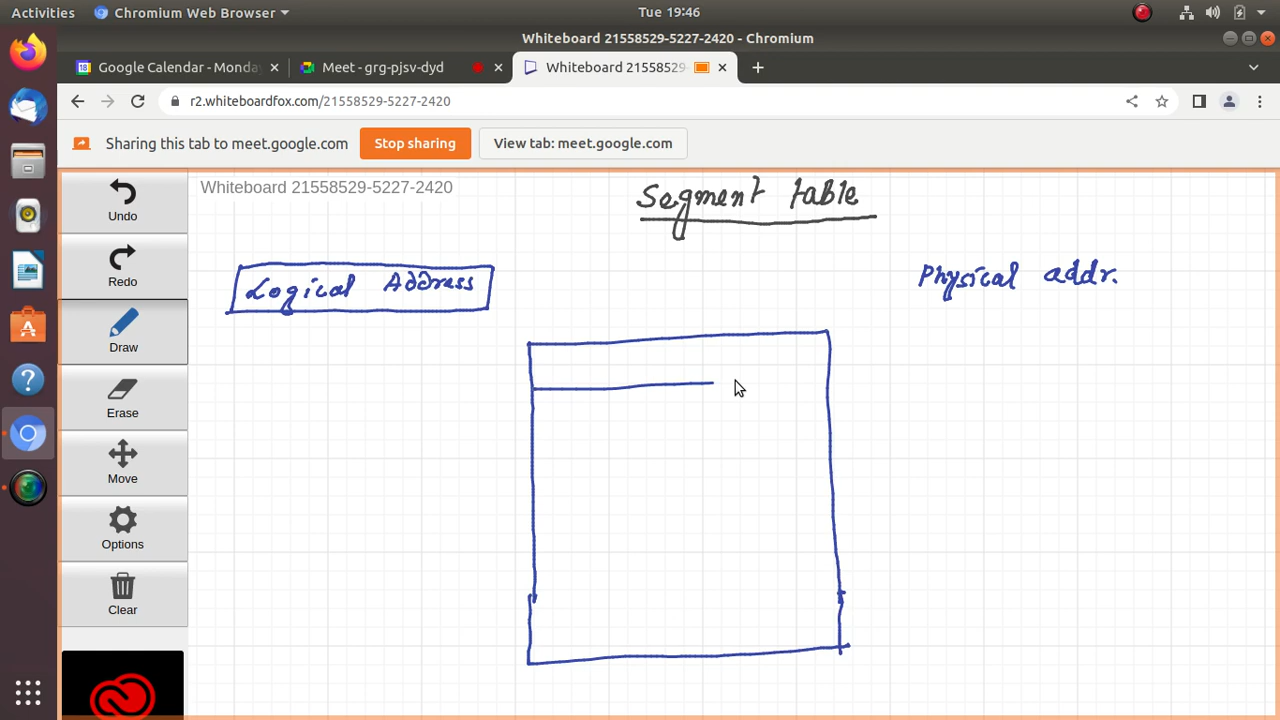 Activities Chromium Web Browser Tue 19:46
Whiteboard 21558529-5227-2420 - Chromium
Google Calendar - Monday Meet - grg-pjsv-dyd Whiteboard 21558529-5227-2420
r2.whiteboardfox.com/21558529-5227-2420
Sharing this tab to meet.google.com Stop sharing View tab: meet.google.com
Whiteboard 21558529-5227-2420
Segment table
Logical Address
Physical addr.
Undo
Redo
Draw
Erase
Move
Options
Clear